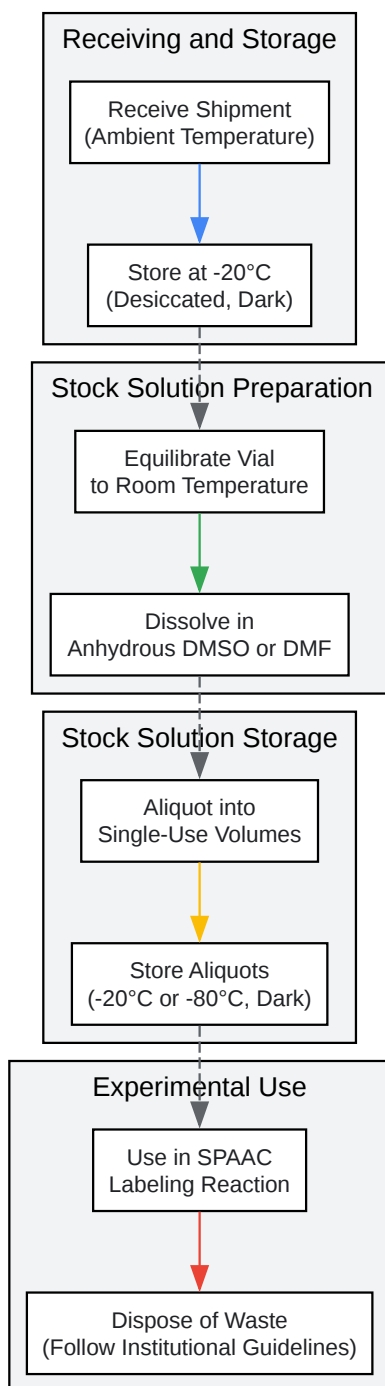 Receiving and Storage
Receive Shipment
(Ambient Temperature)
Store at -20°C
(Desiccated, Dark)
Stock Solution Preparation
Equilibrate Vial
to Room Temperature
Dissolve in
Anhydrous DMSO or DMF
Stock Solution Storage
Aliquot into
Single-Use Volumes
Store Aliquots
(-20°C or -80°C, Dark)
Experimental Use
Use in SPAAC
Labeling Reaction
Dispose of Waste
(Follow Institutional Guidelines)